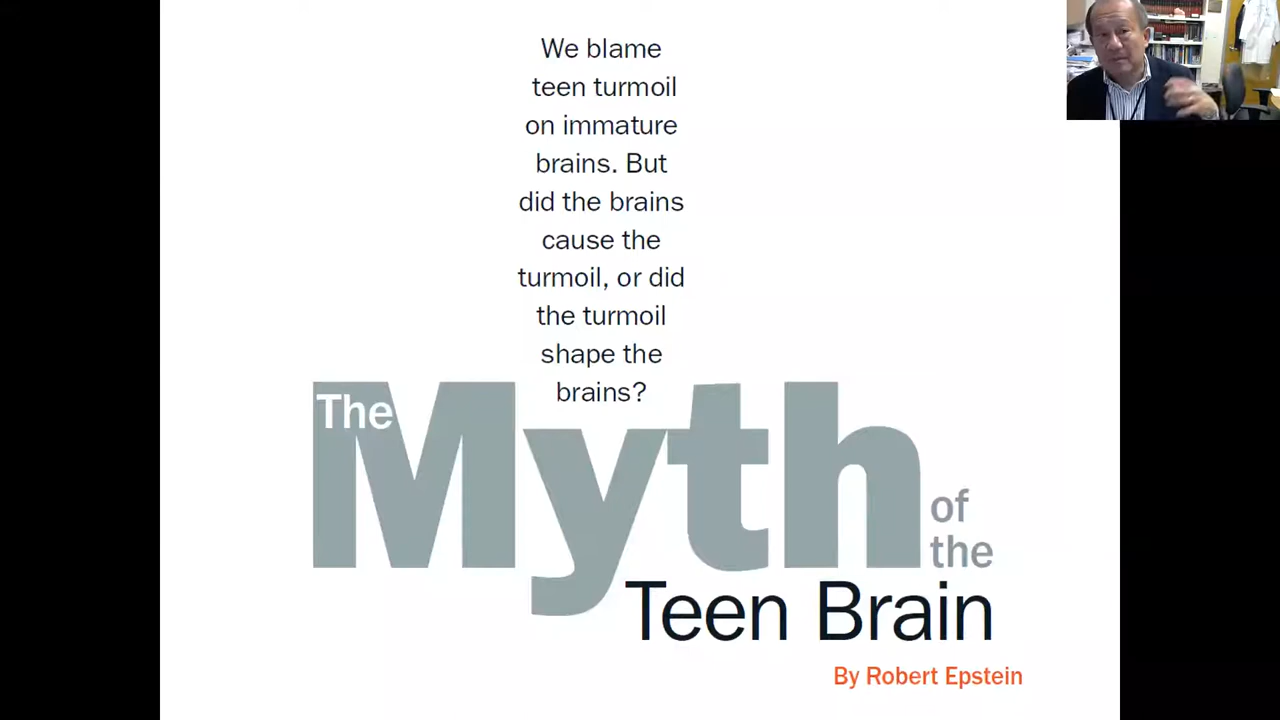 We blame
teen turmoil
on immature
brains. But
did the brains
cause the
turmoil, or did
the turmoil
shape the
brains?
The Myth
of
the
Teen Brain
By Robert Epstein